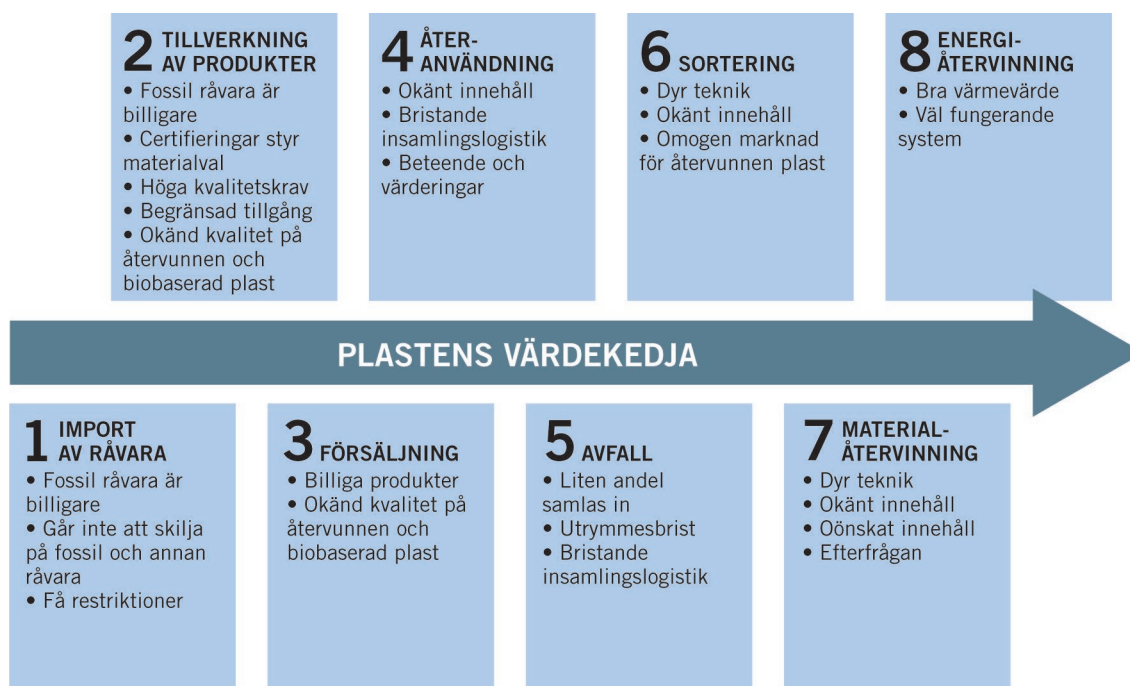 2 TILLVERKNING
AV PRODUKTER
• Fossil råvara är
billigare
• Certifieringar styr
materialval
• Höga kvalitetskrav
• Begränsad tillgång
• Okänd kvalitet på
återvunnen och
biobaserad plast
4 ÅTER-
ANVÄNDNING
• Okänt innehåll
• Bristande
insamlingslogistik
• Beteende och
värderingar
6 SORTERING
• Dyr teknik
• Okänt innehåll
• Omogen marknad
för återvunnen plast
8 ENERGI-
ÅTERVINNING
• Bra värmevärde
• Väl fungerande
system
PLASTENS VÄRDEKEDJA
1 IMPORT
AV RÅVARA
• Fossil råvara är
billigare
• Går inte att skilja
på fossil och annan
råvara
• Få restriktioner
3 FÖRSÄLJNING
• Billiga produkter
• Okänd kvalitet på
återvunnen och
biobaserad plast
5 AVFALL
• Liten andel
samlas in
• Utrymmesbrist
• Bristande
insamlingslogistik
7 MATERIAL-
ÅTERVINNING
• Dyr teknik
• Okänt innehåll
• Oönskat innehåll
• Efterfrågan